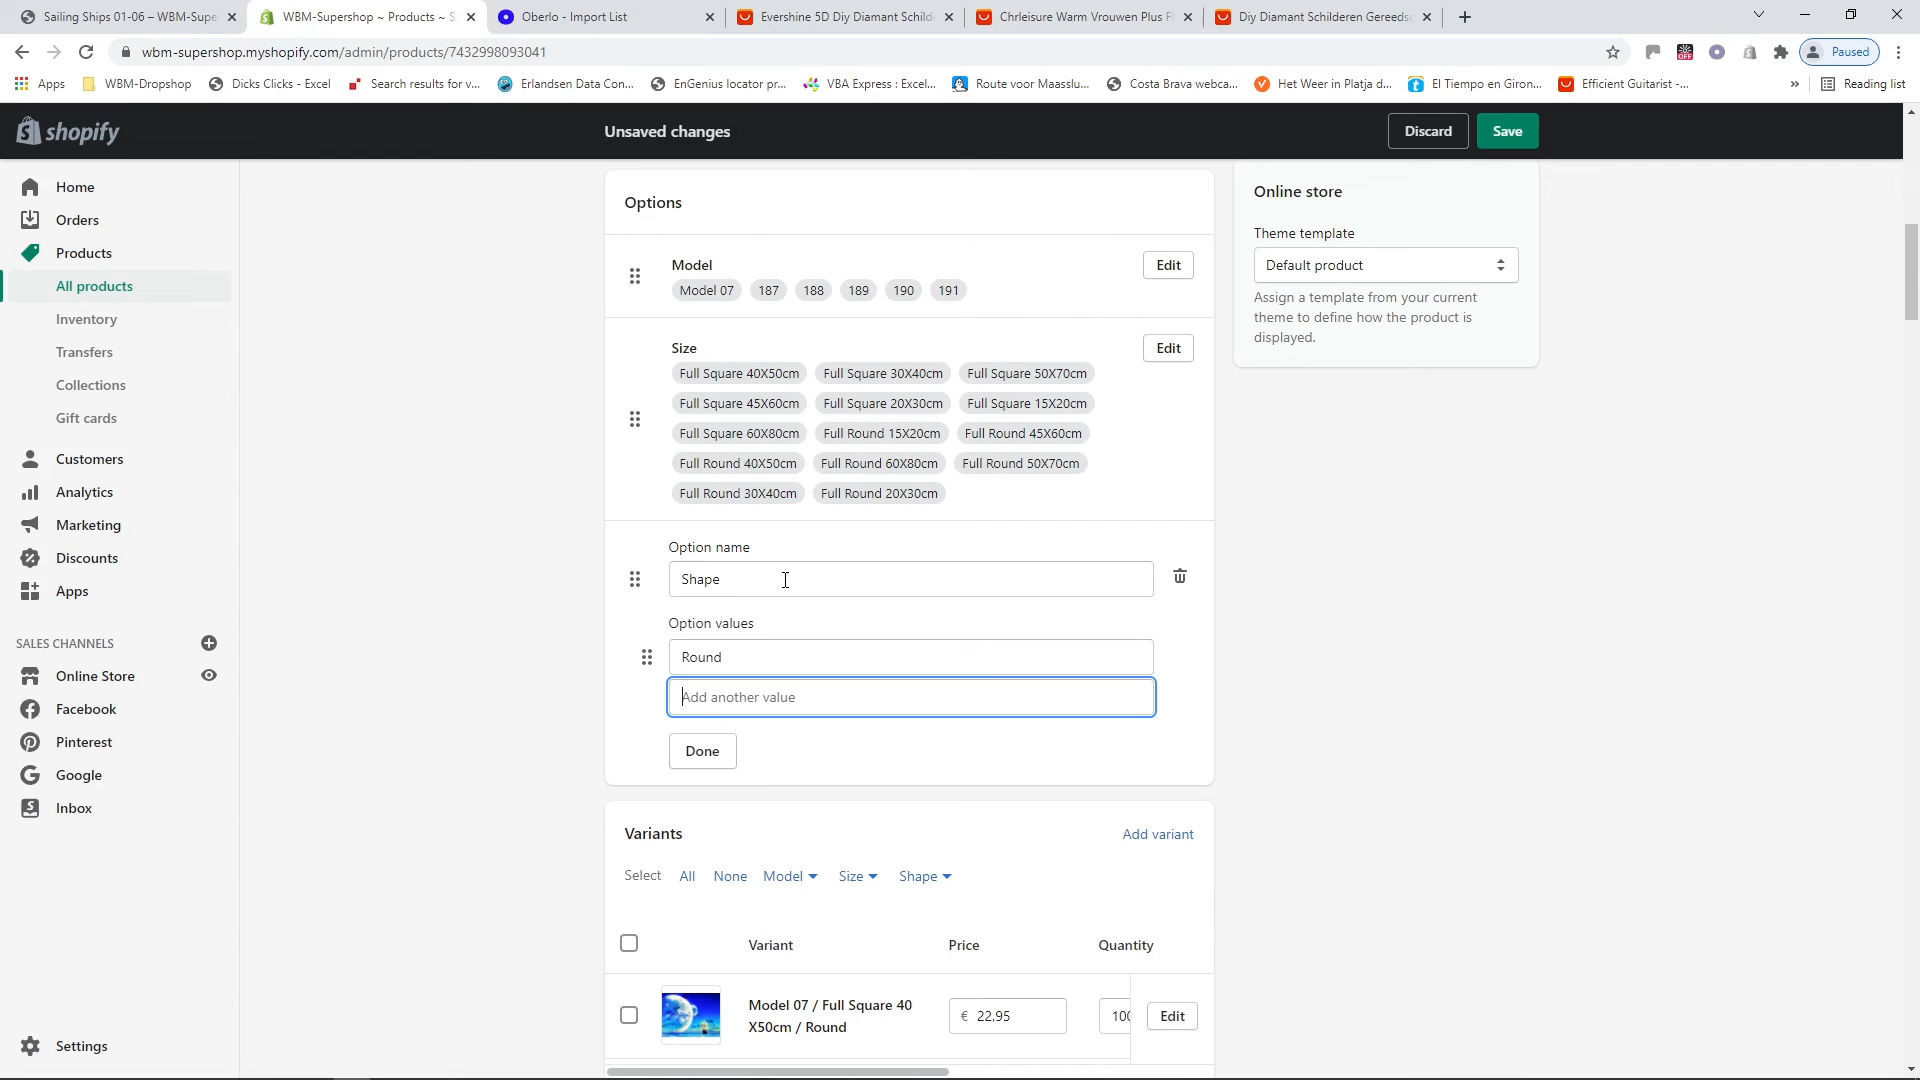 Sailing Ships 01-06 – WBM-Supe
WBM-Supershop ~ Products ~ S
Oberlo - Import List
Evershine 5D Diy Diamant Schild
Chrleisure Warm Vrouwen Plus F
Diy Diamant Schilderen Gereeds
wbm-supershop.myshopify.com/admin/products/7432998093041
OFF
Paused
Apps
WBM-Dropshop
Dicks Clicks - Excel
Search results for v...
Erlandsen Data Con...
EnGenius locator pr...
VBA Express : Excel...
Route voor Maasslu...
Costa Brava webca...
Het Weer in Platja d...
El Tiempo en Giron...
Efficient Guitarist -...
»
Reading list
shopify
Unsaved changes
Discard
Save
Home
Orders
Products
All products
Inventory
Transfers
Collections
Gift cards
Customers
Analytics
Marketing
Discounts
Apps
SALES CHANNELS
Online Store
Facebook
Pinterest
Google
Inbox
Settings
Options
Model
Edit
Model 07 187 188 189 190 191
Size
Edit
Full Square 40X50cm Full Square 30X40cm Full Square 50X70cm
Full Square 45X60cm Full Square 20X30cm Full Square 15X20cm
Full Square 60X80cm Full Round 15X20cm Full Round 45X60cm
Full Round 40X50cm Full Round 60X80cm Full Round 50X70cm
Full Round 30X40cm Full Round 20X30cm
Option name
Shape
Option values
Round
Add another value
Done
Variants
Add variant
Select All None Model Size Shape
Variant Price Quantity
Model 07 / Full Square 40
X50cm / Round
€ 22,95
100
Edit
Online store
Theme template
Default product
Assign a template from your current
theme to define how the product is
displayed.